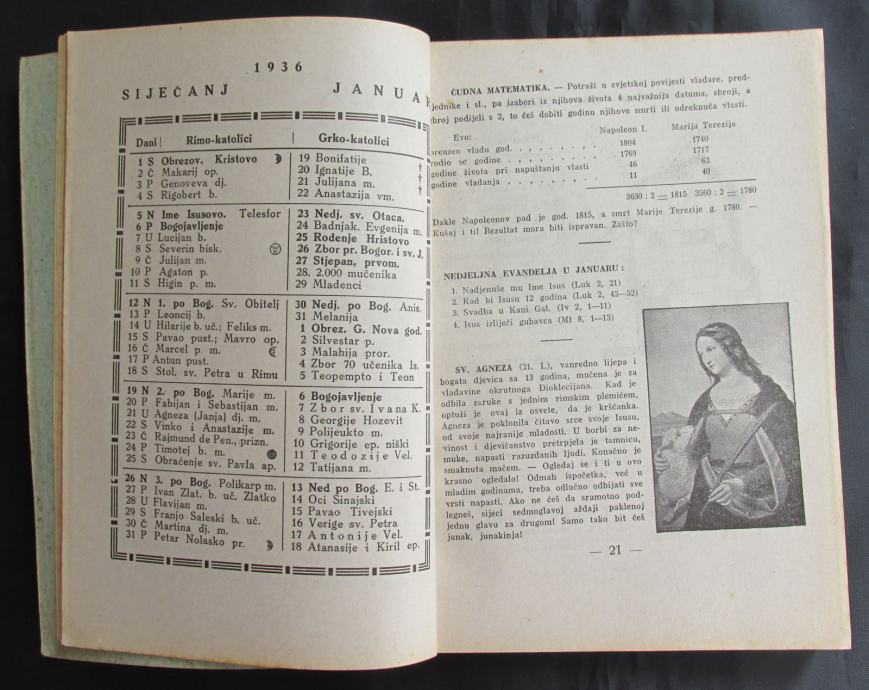 1936
SIJEČANJ JANUAR
Dani | Rimo-katolici | Grko-katolici
1 S Obrezov. Kristovo
2 Č Makarij op.
3 P Genoveva dj.
4 S Rigobert b.
19 Bonifatije
20 Ignatije B. †
21 Julijana m. †
22 Anastazija vm. †
5 N Ime Isusovo. Telesfor
6 P Bogojavljenje
7 U Lucijan b.
8 S Severin bisk.
9 Č Julijan m.
10 P Agaton p.
11 S Higin p. m.
23 Nedj. sv. Otaca.
24 Badnjak. Evgenija m.
25 Rođenje Hristovo
26 Zbor pr. Bogor. i sv. J.
27 Stjepan, prvom.
28. 2.000 mučenika
29 Mladenci
12 N 1. po Bog. Sv. Obitelj
13 P Leoncij b.
14 U Hilarije b. uč.; Feliks m.
15 S Pavao pust.; Mavro op.
16 Č Marcel p. m.
17 P Antun pust.
18 S Stol. sv. Petra u Rimu
30 Nedj. po Bog. Anis.
31 Melanija
1 Obrez. G. Nova god.
2 Silvestar p.
3 Malahija pror.
4 Zbor 70 učenika Is.
5 Teopempto i Teon
19 N 2. po Bog. Marije m.
20 P Fabijan i Sebastijan m.
21 U Agneza (Janja) dj. m.
22 S Vinko i Anastazije m.
23 Č Rajmund de Pen., prizn.
24 P Timotej b. m.
25 S Obraćenje sv. Pavla ap.
6 Bogojavljenje
7 Zbor sv. Ivana K.
8 Georgije Hozevit
9 Polijeukto m.
10 Grigorije ep. niški
11 Teodozije Vel.
12 Tatijana m.
26 N 3. po Bog. Polikarp m.
27 P Ivan Zlat. b. uč. Zlatko
28 U Flavijan m.
29 S Franjo Saleski b. uč.
30 Č Martina dj. m.
31 P Petar Nolasko pr.
13 Ned po Bog. E. i St.
14 Oci Sinajski
15 Pavao Tivejski
16 Verige sv. Petra
17 Antonije Vel.
18 Atanasije i Kiril ep.
ČUDNA MATEMATIKA. — Potraži u svjetskoj povijesti vladare, pred-
jednike i sl., pa izaberi iz njihova života 4 najvažnija datuma, zbroji, a
zbroj podijeli s 2, to ćeš dobiti godinu njihove smrti ili odreknuća vlasti.
Evo: Napoleon I. Marija Terezija
preuzeo vladu god. . . . . . . . . . 1804 1740
rodio se godine . . . . . . . . . 1769 1717
godine života pri napuštanju vlasti 46 63
godine vladanja . . . . . . . . . 11 40
3630 : 2 = 1815 3560 : 2 = 1780
Dakle Napoleonov pad je god. 1815, a smrt Marije Terezije g. 1780. —
Kušaj i ti! Rezultat mora biti ispravan. Zašto?
NEDJELJNA EVANDELJA U JANUARU:
1. Nadjenuše mu Ime Isus (Luk 2, 21)
2. Kad bi Isusu 12 godina (Luk 2, 42—52)
3. Svadba u Kani Gal. (Iv 2, 1—11)
4. Isus izliječi gubavca (Mt 8, 1—13)
SV. AGNEZA (21. I.), vanredno lijepa i
bogata djevica sa 13 godina, mučena je za
vladavine okrutnoga Dioklecijana. Kad je
odbila zaruke s jednim rimskim plemićem,
optuži je ovaj iz osvete, da je kršćanka.
Agneza je poklonila čitavo srce svoje Isusu,
od svoje najranije mladosti. U borbi za ne-
vinost i djevičanstvo pretrpjela je tamnicu,
muke, napasti razuzdanih ljudi. Konačno je
smaknuta mačem. — Ogledaj se i ti u ovo
krasno ogledalo! Odmah ispočetka, već u
mladim godinama, treba odlučno odbijati sve
vrsti napasti. Ako ne ćeš da sramotno pod-
legneš, sijeci sedmoglavoj aždaji paklenoj
jednu glavu za drugom! Samo tako bit ćeš
junak, junakinja!
— 21 —